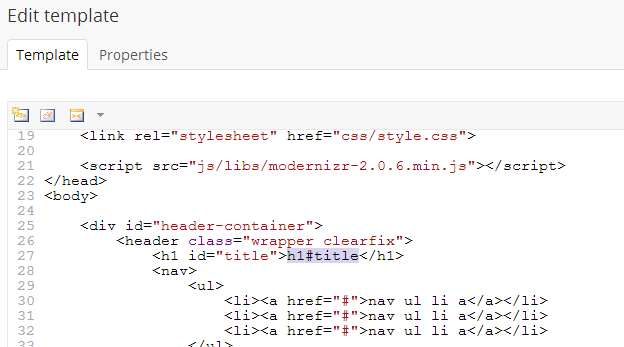 Edit template
Template Properties
19 <link rel="stylesheet" href="css/style.css">
20
21 <script src="js/libs/modernizr-2.0.6.min.js"></script>
22 </head>
23 <body>
24
25 <div id="header-container">
26 <header class="wrapper clearfix">
27 <h1 id="title">h1#title</h1>
28 <nav>
29 <ul>
30 <li><a href="#">nav ul li a</a></li>
31 <li><a href="#">nav ul li a</a></li>
32 <li><a href="#">nav ul li a</a></li>
33 </ul>